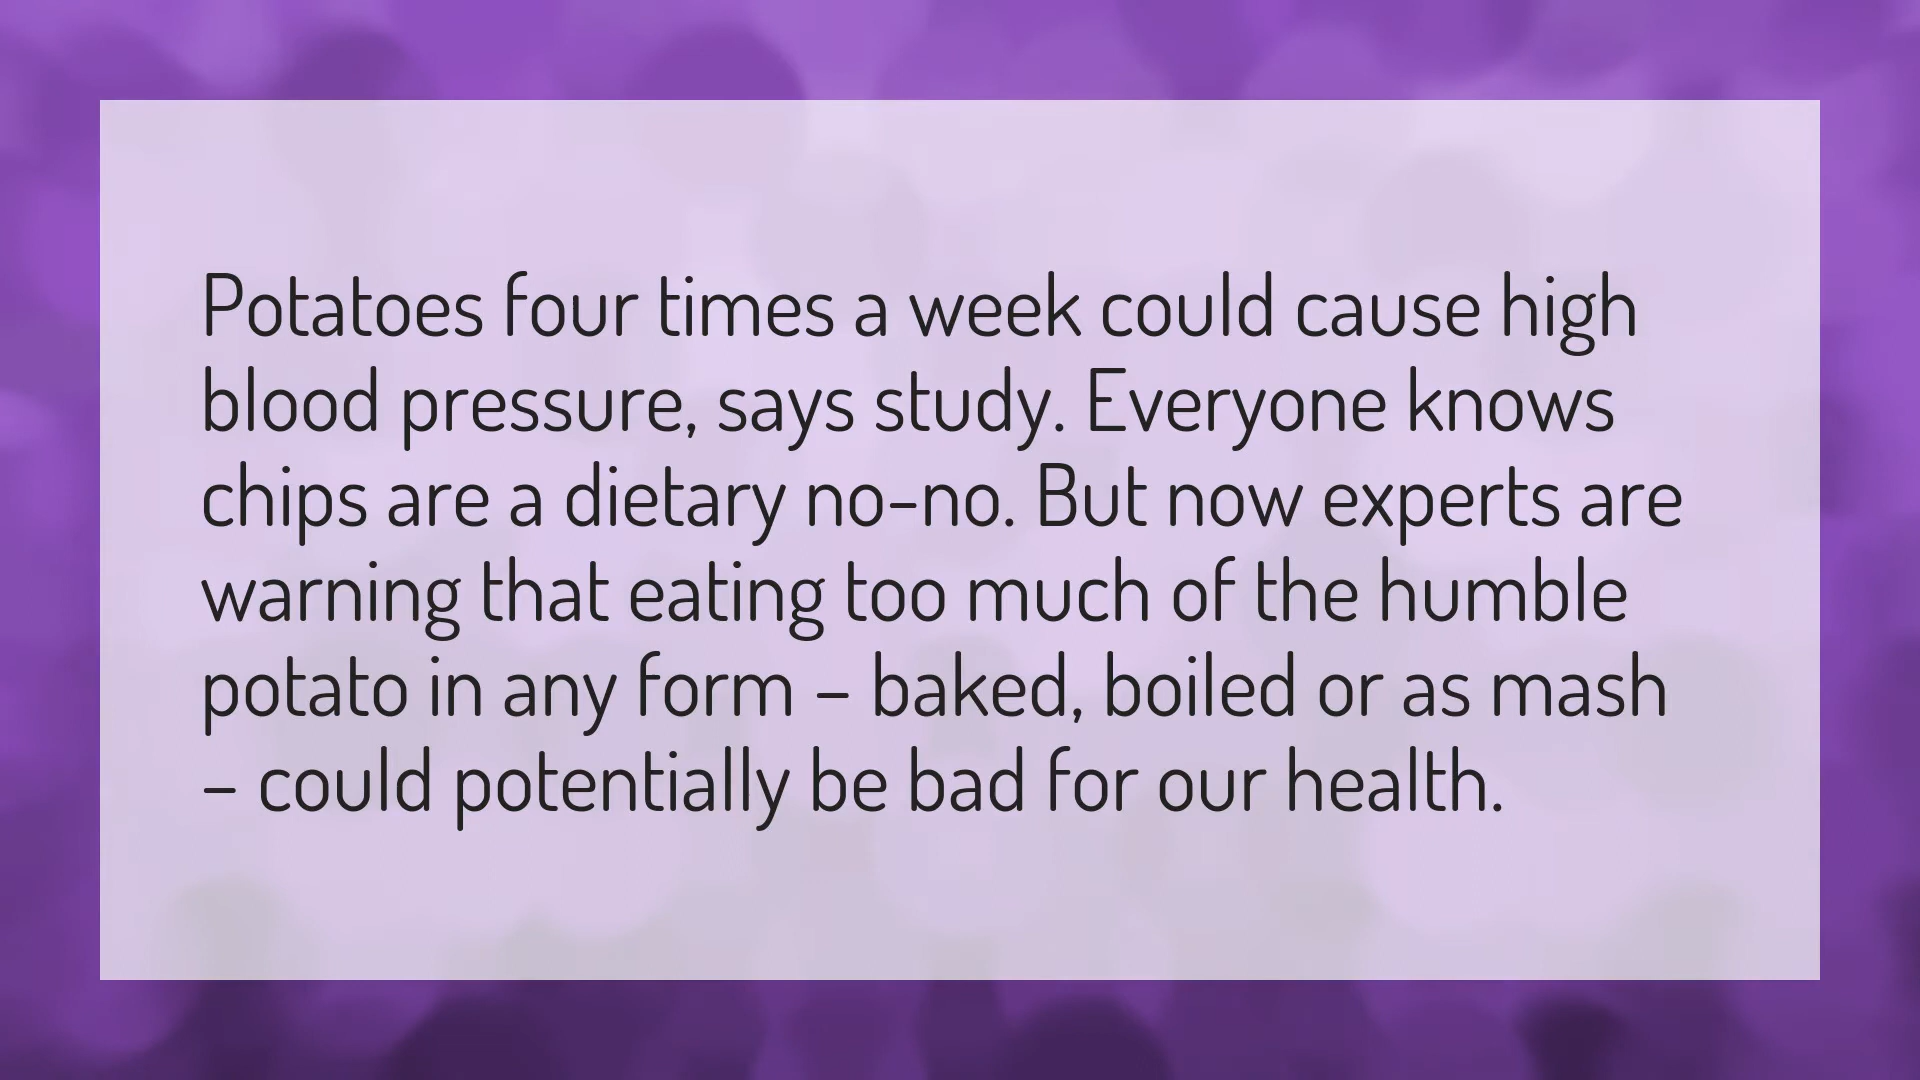 Potatoes four times a week could cause high
blood pressure, says study. Everyone knows
chips are a dietary no-no. But now experts are
warning that eating too much of the humble
potato in any form – baked, boiled or as mash
– could potentially be bad for our health.